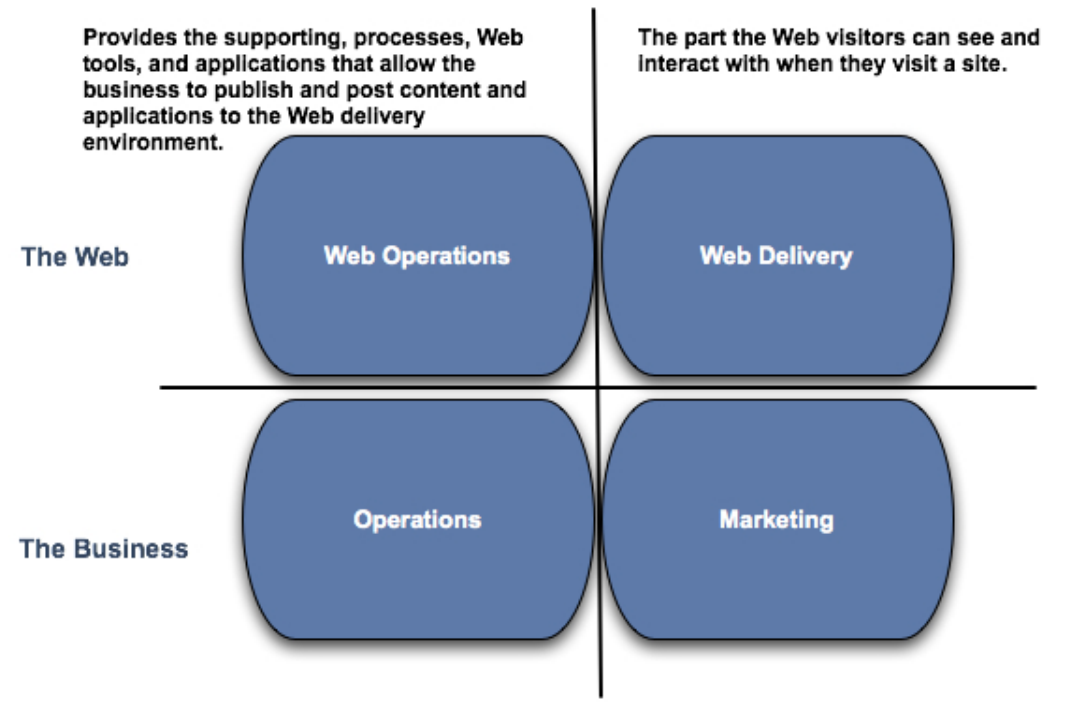 Provides the supporting, processes, Web
tools, and applications that allow the
business to publish and post content and
applications to the Web delivery
environment.
The part the Web visitors can see and
interact with when they visit a site.
The Web
Web Operations
Web Delivery
The Business
Operations
Marketing